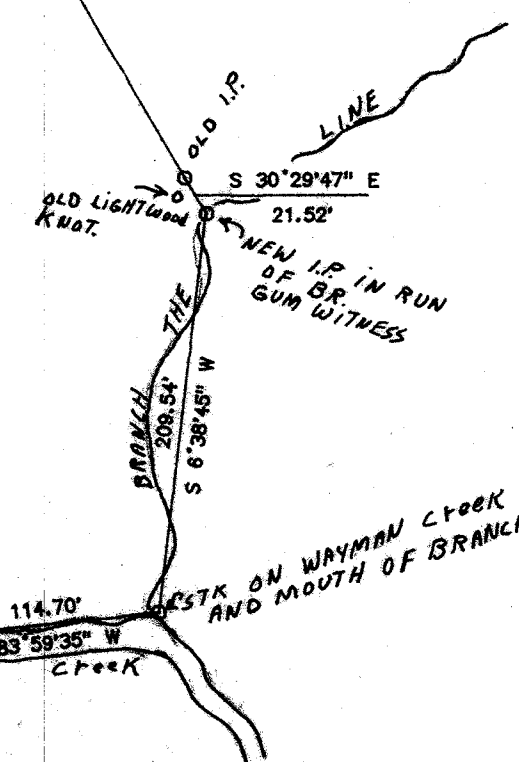 OLD I.P.
LINE
S 30°29'47" E
21.52'
OLD LIGHTWOOD
KNOT.
NEW I.P. IN RUN
OF BR.
GUM WITNESS
BRANCH THE LINE
209.54'
S 6°38'45" W
STK ON WAYMAN CREEK
AND MOUTH OF BRANCH
114.70'
83°59'35" W
Creek